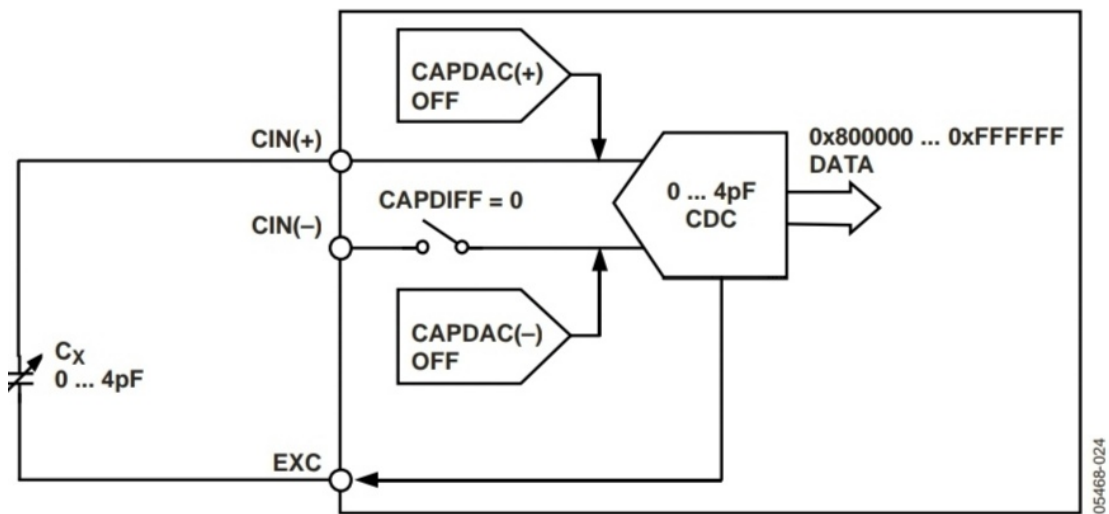 CAPDAC(+)
OFF
CIN(+)
0x800000 ... 0xFFFFFF
DATA
CAPDIFF = 0
0 ... 4pF
CDC
CIN(–)
CAPDAC(–)
OFF
CX
0 ... 4pF
EXC
05468-024